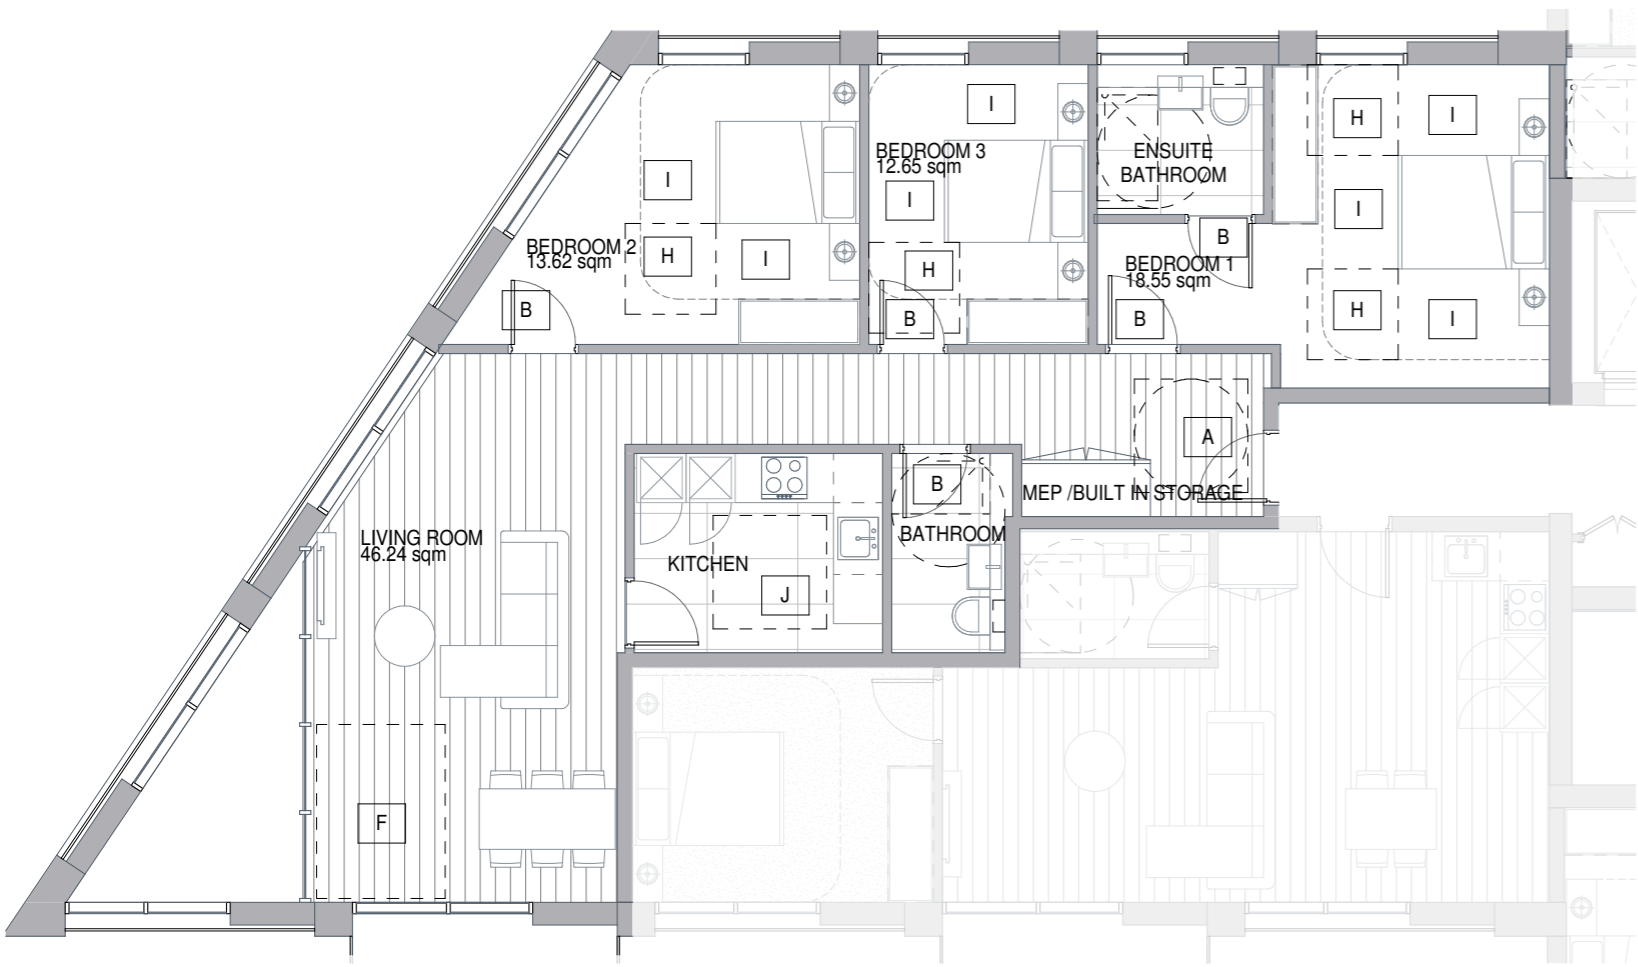 I
H
I
BEDROOM 2
13.62 sqm
B
I
BEDROOM 3
12.65 sqm
I
H
B
ENSUITE
BATHROOM
B
BEDROOM 1
18.55 sqm
B
H
I
I
H
I
A
MEP /BUILT IN STORAGE
B
BATHROOM
KITCHEN
J
LIVING ROOM
46.24 sqm
F